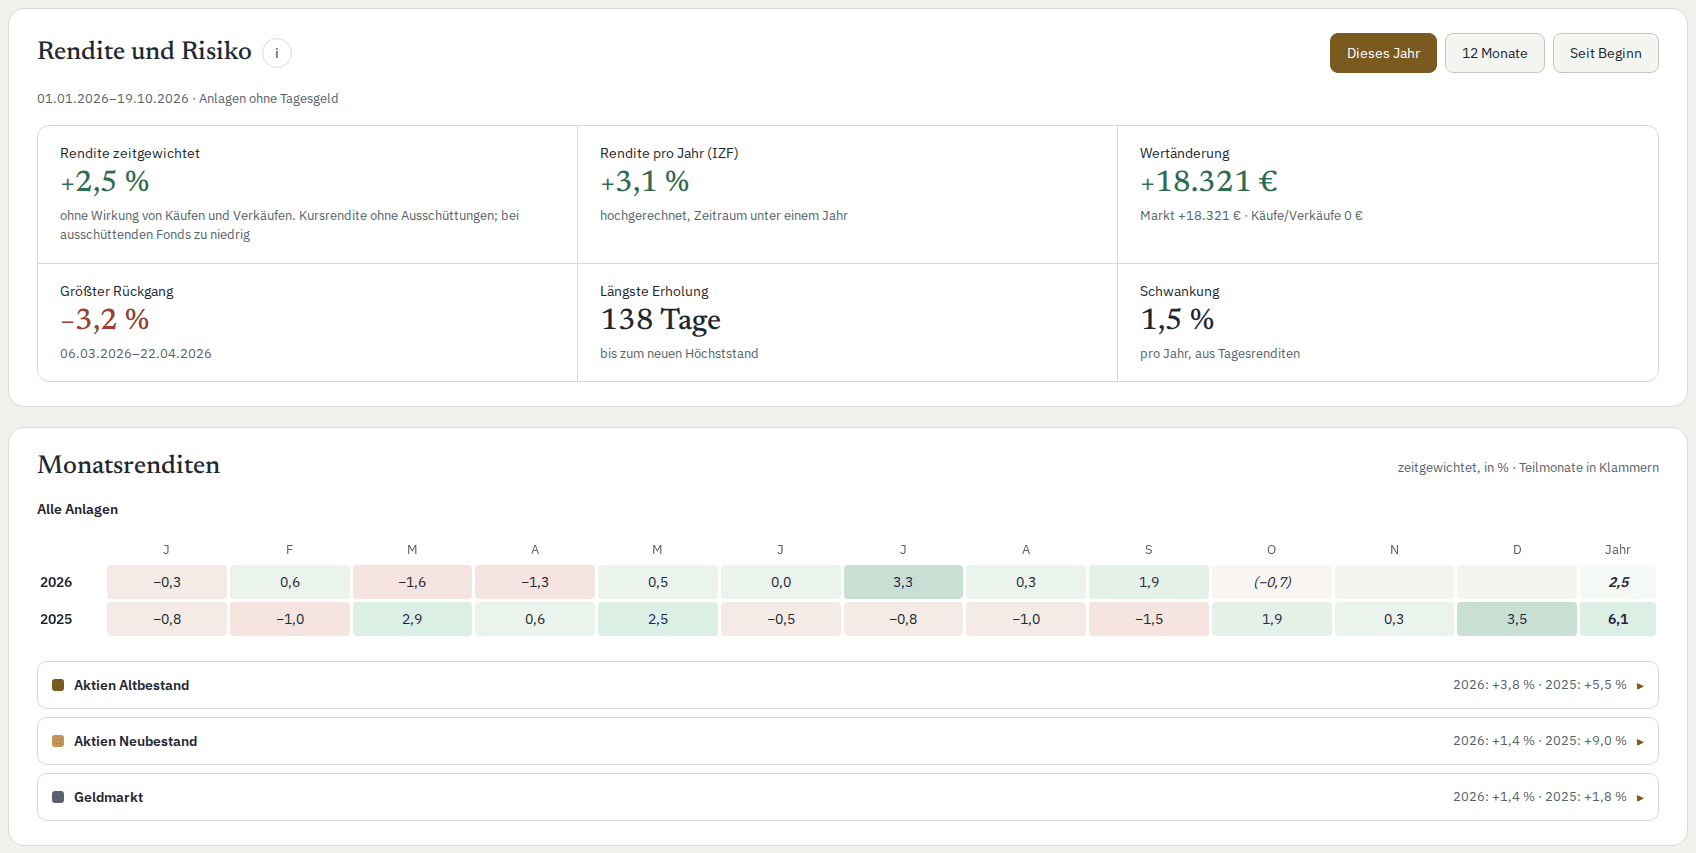 Rendite und Risiko
i
Dieses Jahr
12 Monate
Seit Beginn
01.01.2026–19.10.2026 · Anlagen ohne Tagesgeld
Rendite zeitgewichtet
+2,5 %
ohne Wirkung von Käufen und Verkäufen. Kursrendite ohne Ausschüttungen; bei
ausschüttenden Fonds zu niedrig
Rendite pro Jahr (IZF)
+3,1 %
hochgerechnet, Zeitraum unter einem Jahr
Wertänderung
+18.321 €
Markt +18.321 € · Käufe/Verkäufe 0 €
Größter Rückgang
−3,2 %
06.03.2026–22.04.2026
Längste Erholung
138 Tage
bis zum neuen Höchststand
Schwankung
1,5 %
pro Jahr, aus Tagesrenditen
Monatsrenditen
zeitgewichtet, in % · Teilmonate in Klammern
Alle Anlagen
J F M A M J J A S O N D Jahr
2026 −0,3 0,6 −1,6 −1,3 0,5 0,0 3,3 0,3 1,9 (−0,7) 2,5
2025 −0,8 −1,0 2,9 0,6 2,5 −0,5 −0,8 −1,0 −1,5 1,9 0,3 3,5 6,1
Aktien Altbestand 2026: +3,8 % · 2025: +5,5 % ▸
Aktien Neubestand 2026: +1,4 % · 2025: +9,0 % ▸
Geldmarkt 2026: +1,4 % · 2025: +1,8 % ▸